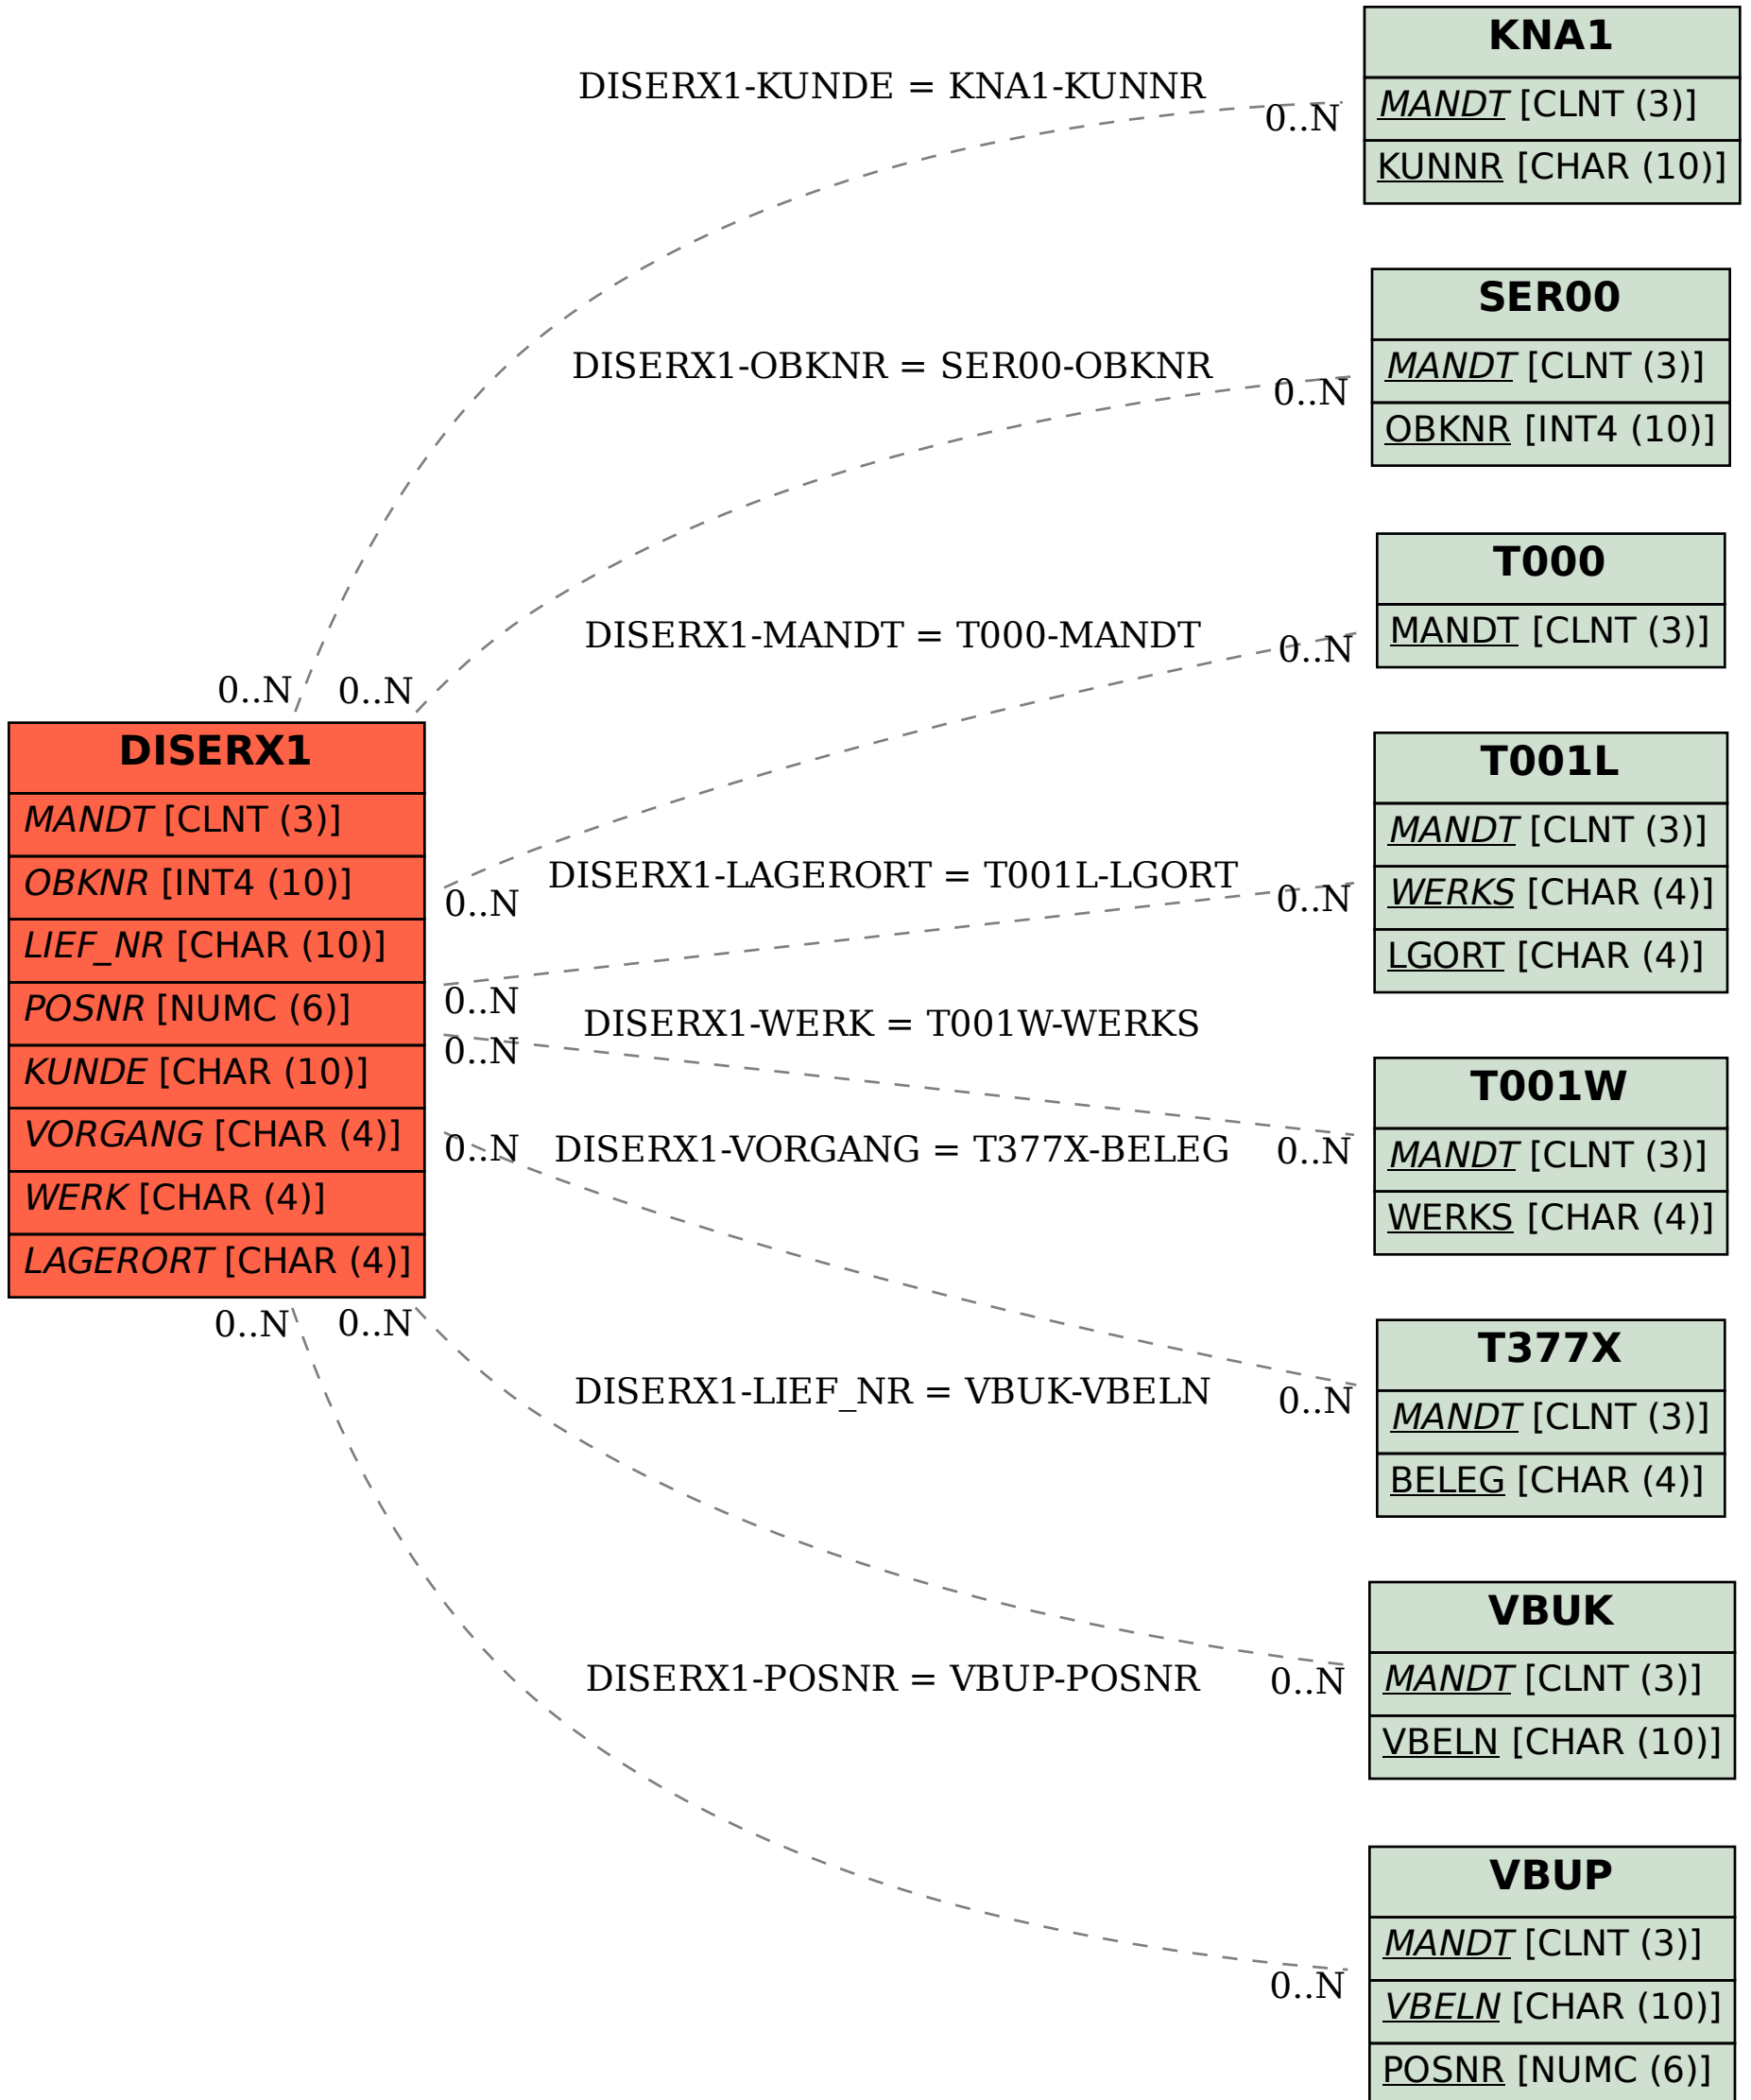 KNA1
MANDT [CLNT (3)]
KUNNR [CHAR (10)]
DISERX1-KUNDE = KNA1-KUNNR
0..N
SER00
MANDT [CLNT (3)]
OBKNR [INT4 (10)]
DISERX1-OBKNR = SER00-OBKNR
0..N
T000
MANDT [CLNT (3)]
DISERX1-MANDT = T000-MANDT
0..N
0..N
0..N
DISERX1
MANDT [CLNT (3)]
OBKNR [INT4 (10)]
LIEF_NR [CHAR (10)]
POSNR [NUMC (6)]
KUNDE [CHAR (10)]
VORGANG [CHAR (4)]
WERK [CHAR (4)]
LAGERORT [CHAR (4)]
0..N
0..N
0..N
0..N
0..N
0..N
T001L
MANDT [CLNT (3)]
WERKS [CHAR (4)]
LGORT [CHAR (4)]
DISERX1-LAGERORT = T001L-LGORT
0..N
DISERX1-WERK = T001W-WERKS
T001W
MANDT [CLNT (3)]
WERKS [CHAR (4)]
DISERX1-VORGANG = T377X-BELEG
0..N
T377X
MANDT [CLNT (3)]
BELEG [CHAR (4)]
DISERX1-LIEF_NR = VBUK-VBELN
0..N
VBUK
MANDT [CLNT (3)]
VBELN [CHAR (10)]
DISERX1-POSNR = VBUP-POSNR
0..N
VBUP
MANDT [CLNT (3)]
VBELN [CHAR (10)]
POSNR [NUMC (6)]
0..N